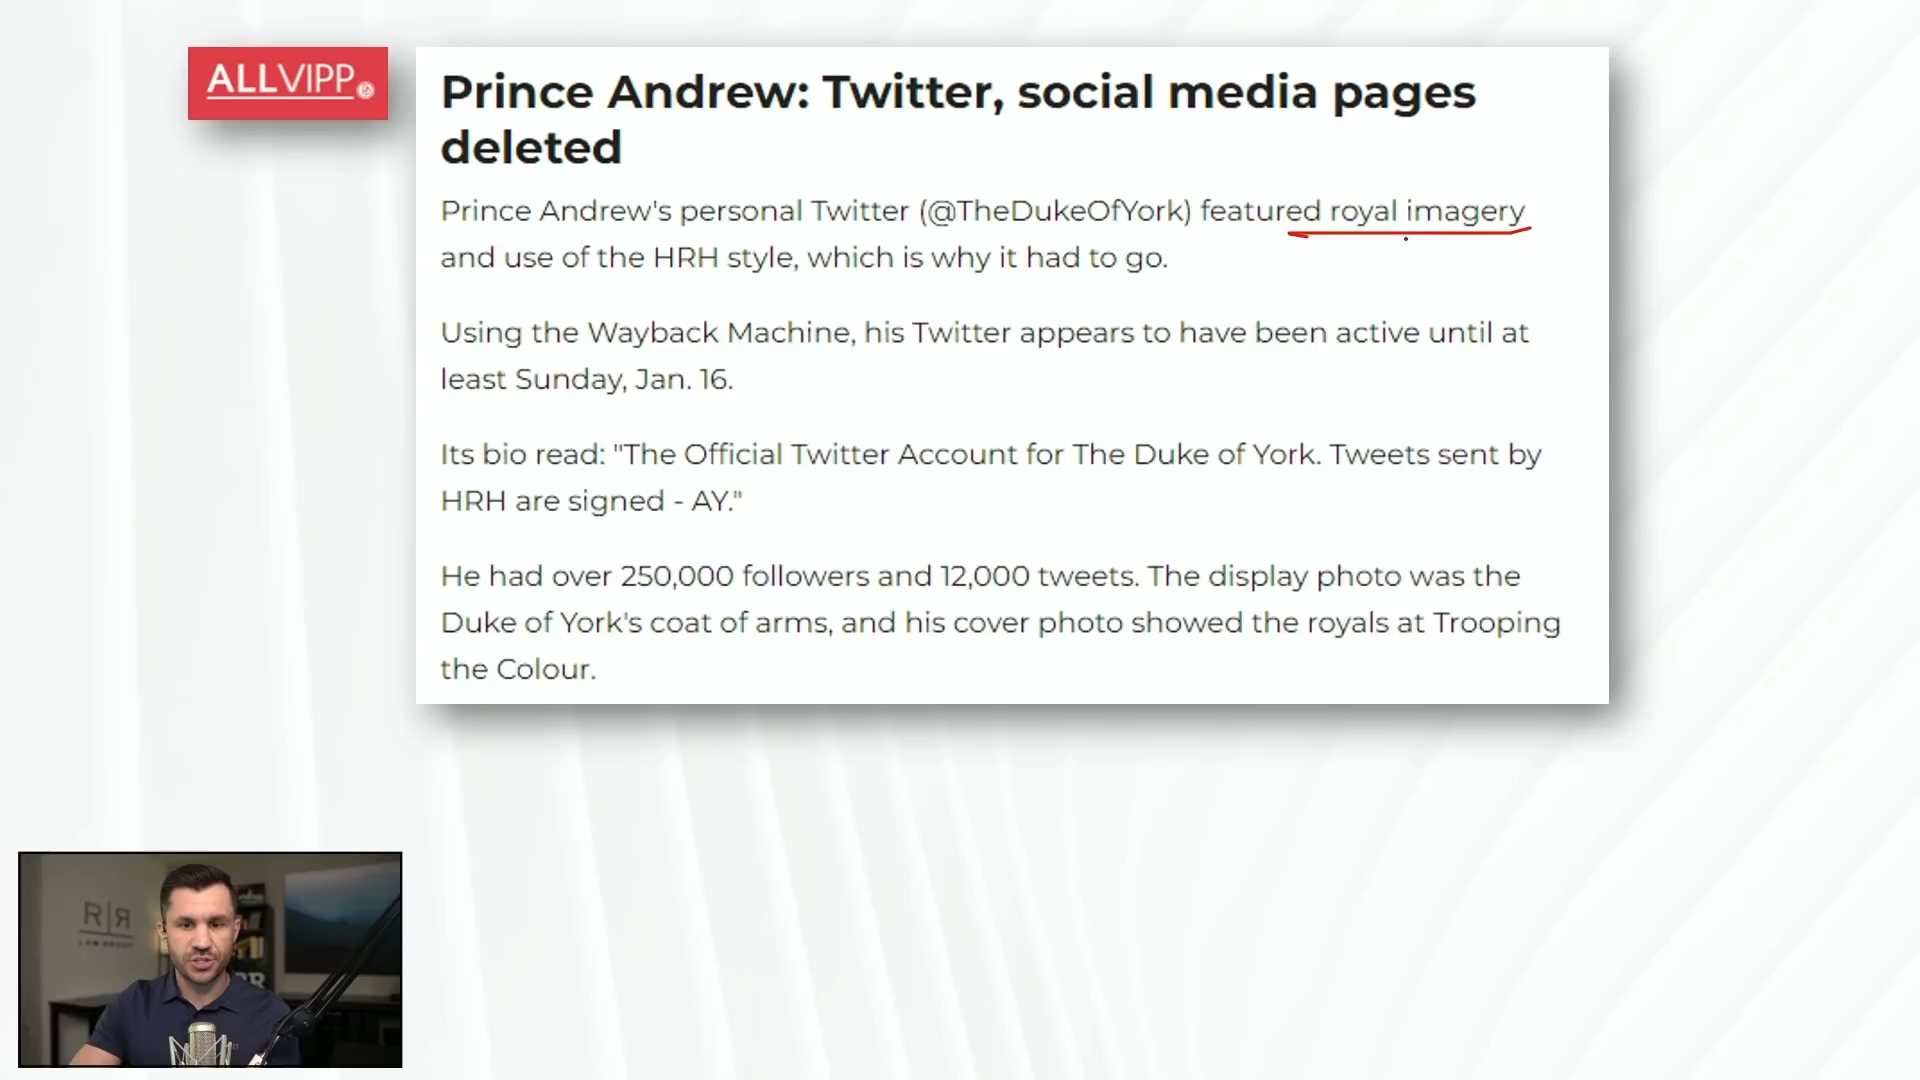 ALLVIPP
Prince Andrew: Twitter, social media pages
deleted
Prince Andrew's personal Twitter (@TheDukeOfYork) featured royal imagery
and use of the HRH style, which is why it had to go.
Using the Wayback Machine, his Twitter appears to have been active until at
least Sunday, Jan. 16.
Its bio read: "The Official Twitter Account for The Duke of York. Tweets sent by
HRH are signed - AY."
He had over 250,000 followers and 12,000 tweets. The display photo was the
Duke of York's coat of arms, and his cover photo showed the royals at Trooping
the Colour.
R|R
LAW GROUP